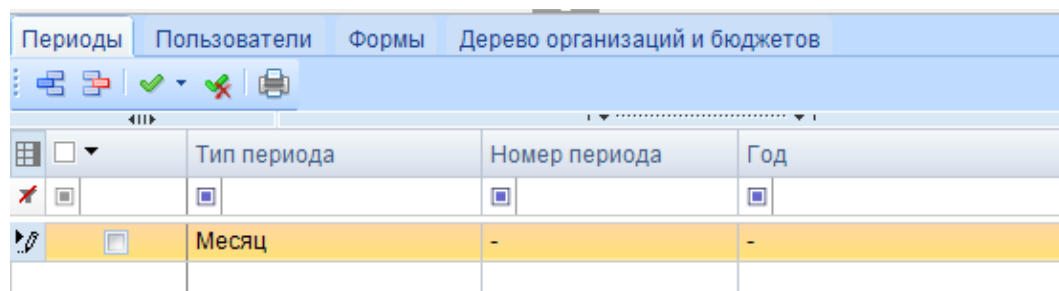 Периоды Пользователи Формы Дерево организаций и бюджетов
Тип периода Номер периода Год
Месяц - -